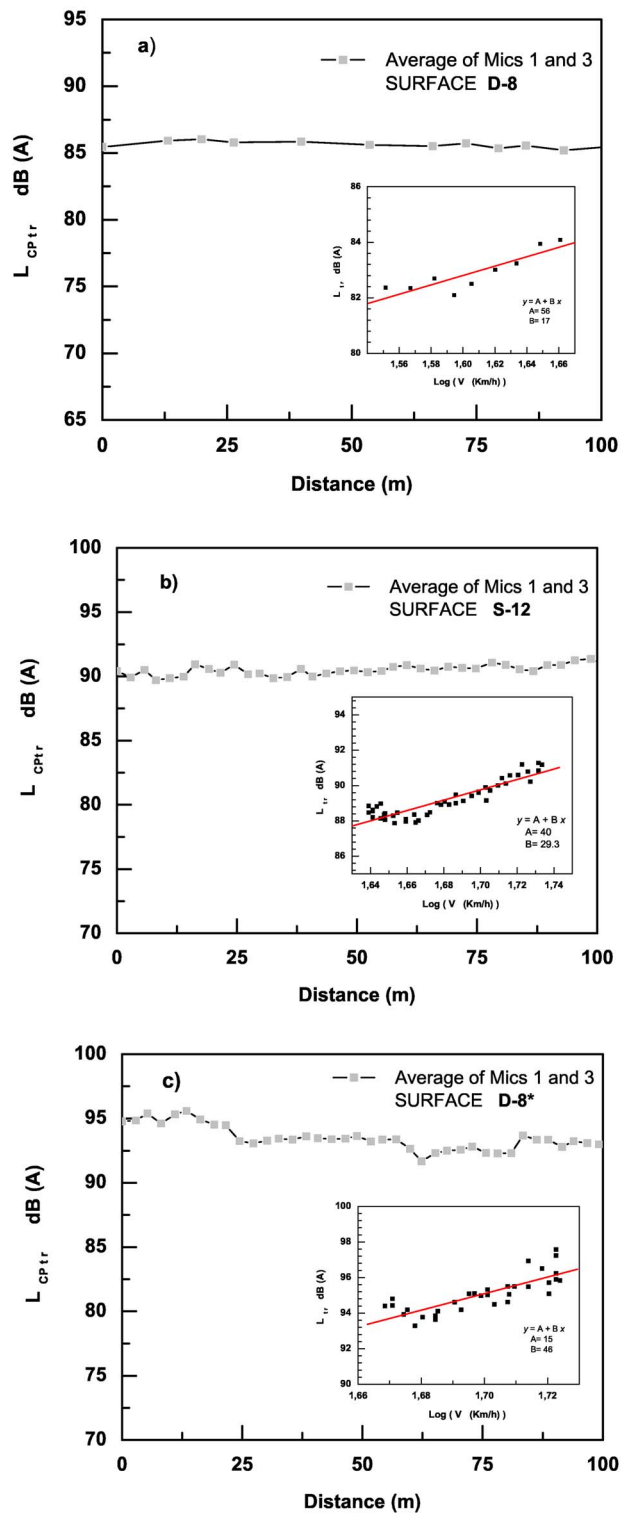 a)
Average of Mics 1 and 3
SURFACE D-8
95
90
85
80
75
70
65
L CPtr dB (A)
0 25 50 75 100
Distance (m)
86
84
82
80
L tr, dB (A)
y = A + B x
A= 56
B= 17
1,56 1,58 1,60 1,62 1,64 1,66
Log ( V (Km/h) )
b)
Average of Mics 1 and 3
SURFACE S-12
100
95
90
85
80
75
70
L CPtr dB (A)
0 25 50 75 100
Distance (m)
94
92
90
88
86
L tr, dB (A)
y = A + B x
A= 40
B= 29.3
1,64 1,66 1,68 1,70 1,72 1,74
Log ( V (Km/h) )
c)
Average of Mics 1 and 3
SURFACE D-8*
100
95
90
85
80
75
70
L CPtr dB (A)
0 25 50 75 100
Distance (m)
100
98
96
94
92
90
L tr, dB (A)
y = A + B x
A= 15
B= 46
1,66 1,68 1,70 1,72
Log ( V (Km/h) )